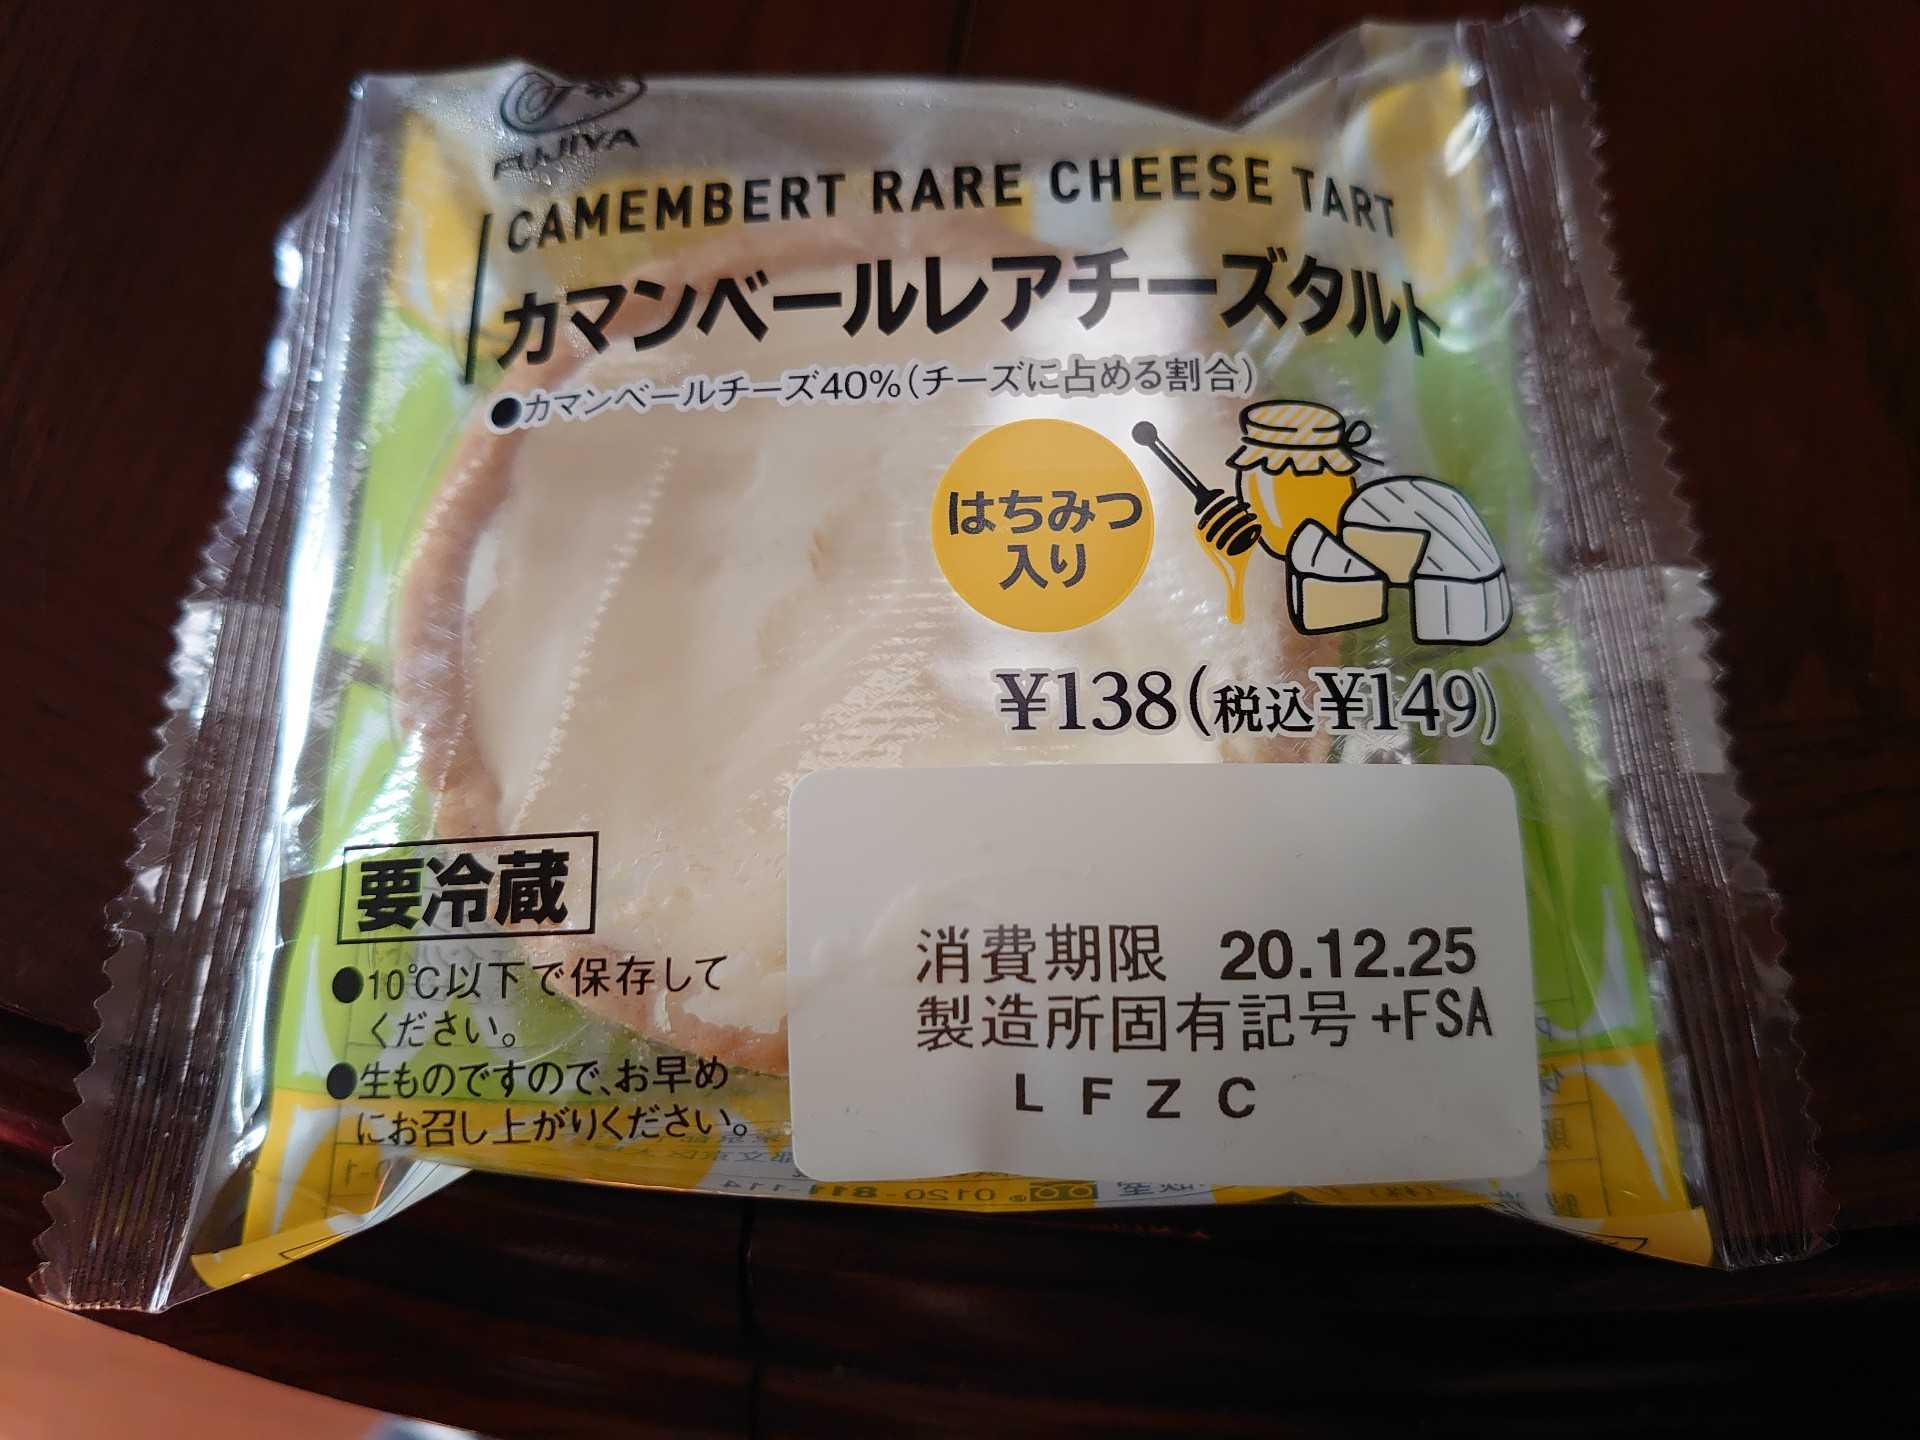 FUJIYA
CAMEMBERT RARE CHEESE TART
カマンベールレアチーズタルト
●カマンベールチーズ40%(チーズに占める割合)
はちみつ
入り
¥138(税込¥149)
要冷蔵
●10℃以下で保存して
ください。
●生ものですので、お早め
にお召し上がりください。
消費期限 20.12.25
製造所固有記号+FSA
L F Z C